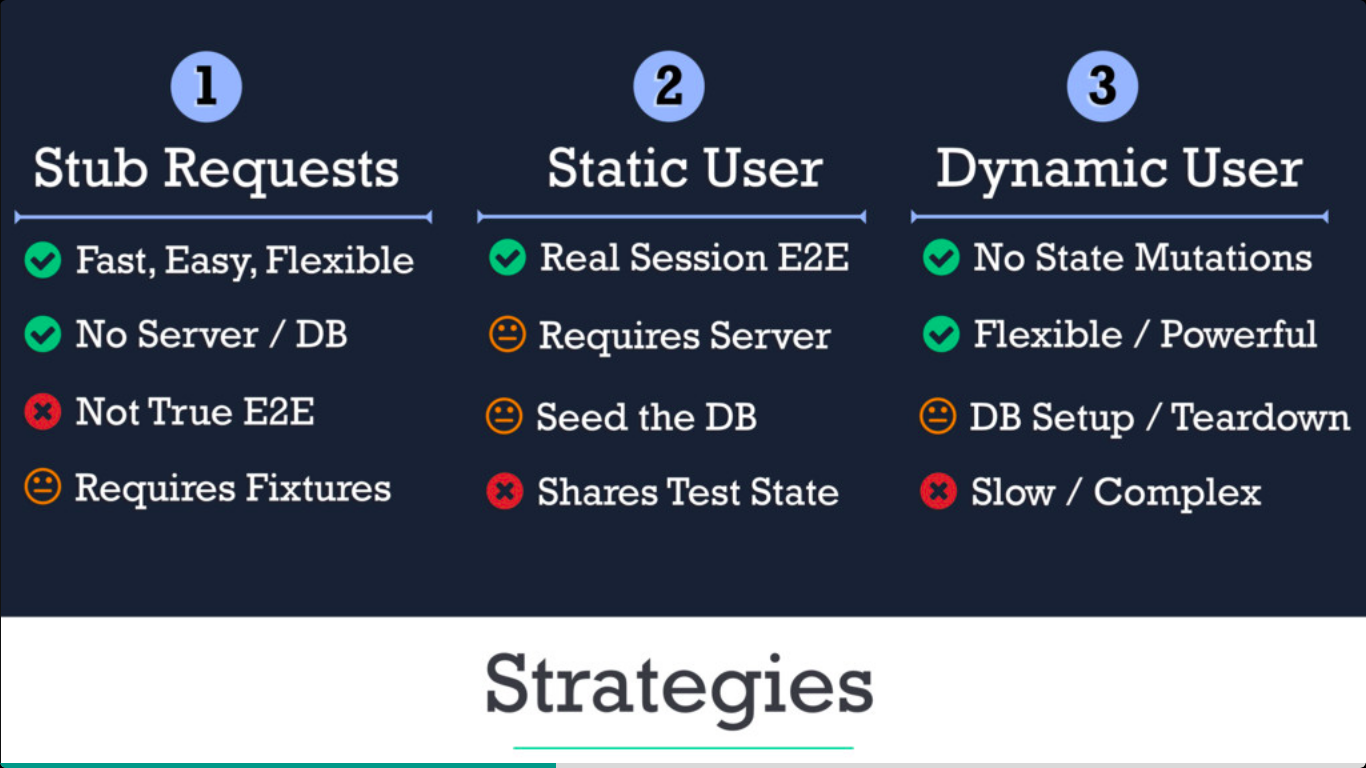 1
Stub Requests
Fast, Easy, Flexible
No Server / DB
Not True E2E
Requires Fixtures
2
Static User
Real Session E2E
Requires Server
Seed the DB
Shares Test State
3
Dynamic User
No State Mutations
Flexible / Powerful
DB Setup / Teardown
Slow / Complex
Strategies